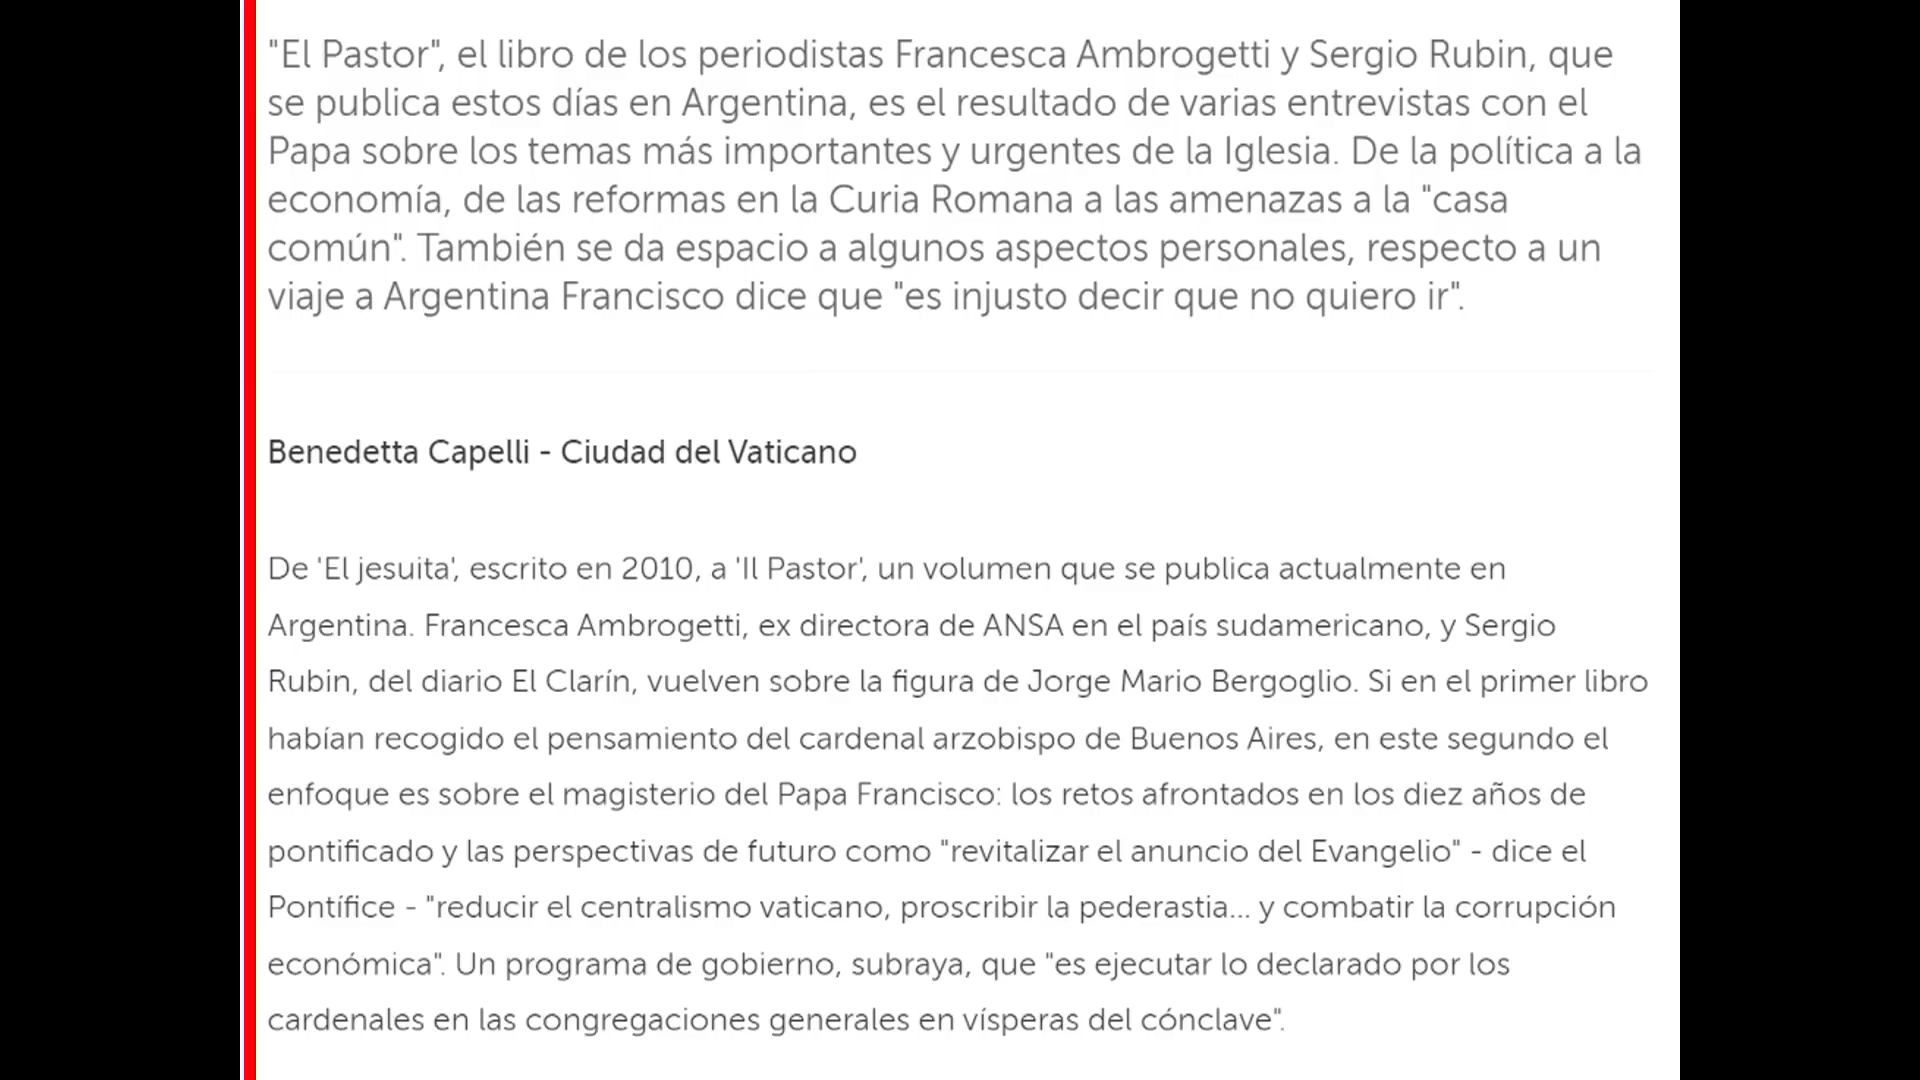 "El Pastor", el libro de los periodistas Francesca Ambrogetti y Sergio Rubin, que
se publica estos días en Argentina, es el resultado de varias entrevistas con el
Papa sobre los temas más importantes y urgentes de la Iglesia. De la política a la
economía, de las reformas en la Curia Romana a las amenazas a la "casa
común". También se da espacio a algunos aspectos personales, respecto a un
viaje a Argentina Francisco dice que "es injusto decir que no quiero ir".
Benedetta Capelli - Ciudad del Vaticano
De 'El jesuita', escrito en 2010, a 'Il Pastor', un volumen que se publica actualmente en
Argentina. Francesca Ambrogetti, ex directora de ANSA en el país sudamericano, y Sergio
Rubin, del diario El Clarín, vuelven sobre la figura de Jorge Mario Bergoglio. Si en el primer libro
habían recogido el pensamiento del cardenal arzobispo de Buenos Aires, en este segundo el
enfoque es sobre el magisterio del Papa Francisco: los retos afrontados en los diez años de
pontificado y las perspectivas de futuro como "revitalizar el anuncio del Evangelio" - dice el
Pontífice - "reducir el centralismo vaticano, proscribir la pederastia... y combatir la corrupción
económica". Un programa de gobierno, subraya, que "es ejecutar lo declarado por los
cardenales en las congregaciones generales en vísperas del cónclave".